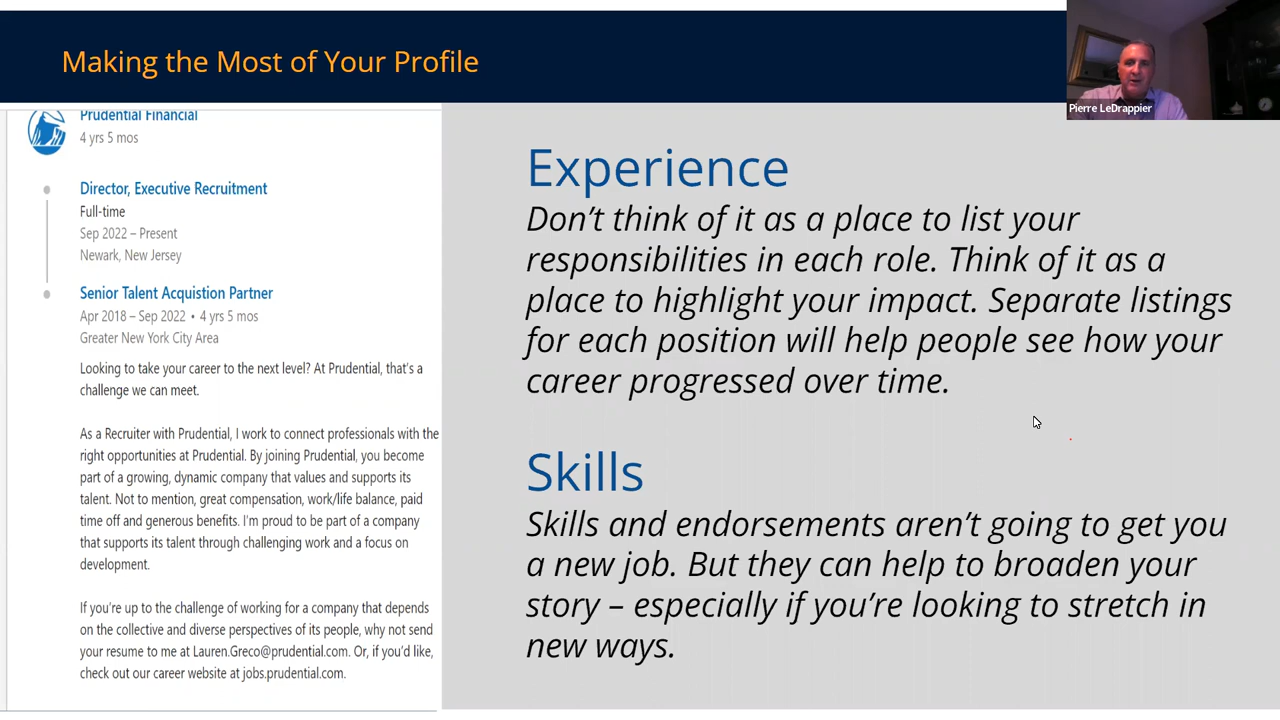 Making the Most of Your Profile
Pierre LeDrappier
Prudential Financial
4 yrs 5 mos
Director, Executive Recruitment
Full-time
Sep 2022 – Present
Newark, New Jersey
Senior Talent Acquistion Partner
Apr 2018 – Sep 2022 • 4 yrs 5 mos
Greater New York City Area
Looking to take your career to the next level? At Prudential, that's a
challenge we can meet.
As a Recruiter with Prudential, I work to connect professionals with the
right opportunities at Prudential. By joining Prudential, you become
part of a growing, dynamic company that values and supports its
talent. Not to mention, great compensation, work/life balance, paid
time off and generous benefits. I'm proud to be part of a company
that supports its talent through challenging work and a focus on
development.
If you're up to the challenge of working for a company that depends
on the collective and diverse perspectives of its people, why not send
your resume to me at Lauren.Greco@prudential.com. Or, if you'd like,
check out our career website at jobs.prudential.com.
Experience
Don't think of it as a place to list your
responsibilities in each role. Think of it as a
place to highlight your impact. Separate listings
for each position will help people see how your
career progressed over time.
Skills
Skills and endorsements aren't going to get you
a new job. But they can help to broaden your
story – especially if you're looking to stretch in
new ways.